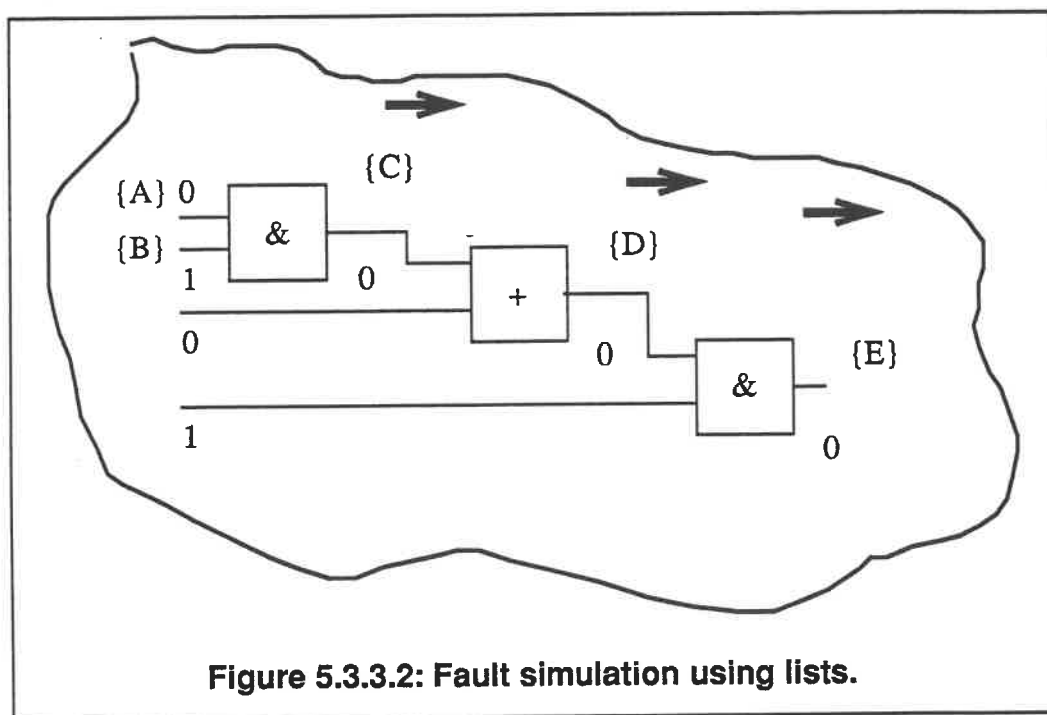 {C}
{A} 0
&
{B}
{D}
1
0
+
0
0
{E}
&
1
0
Figure 5.3.3.2: Fault simulation using lists.